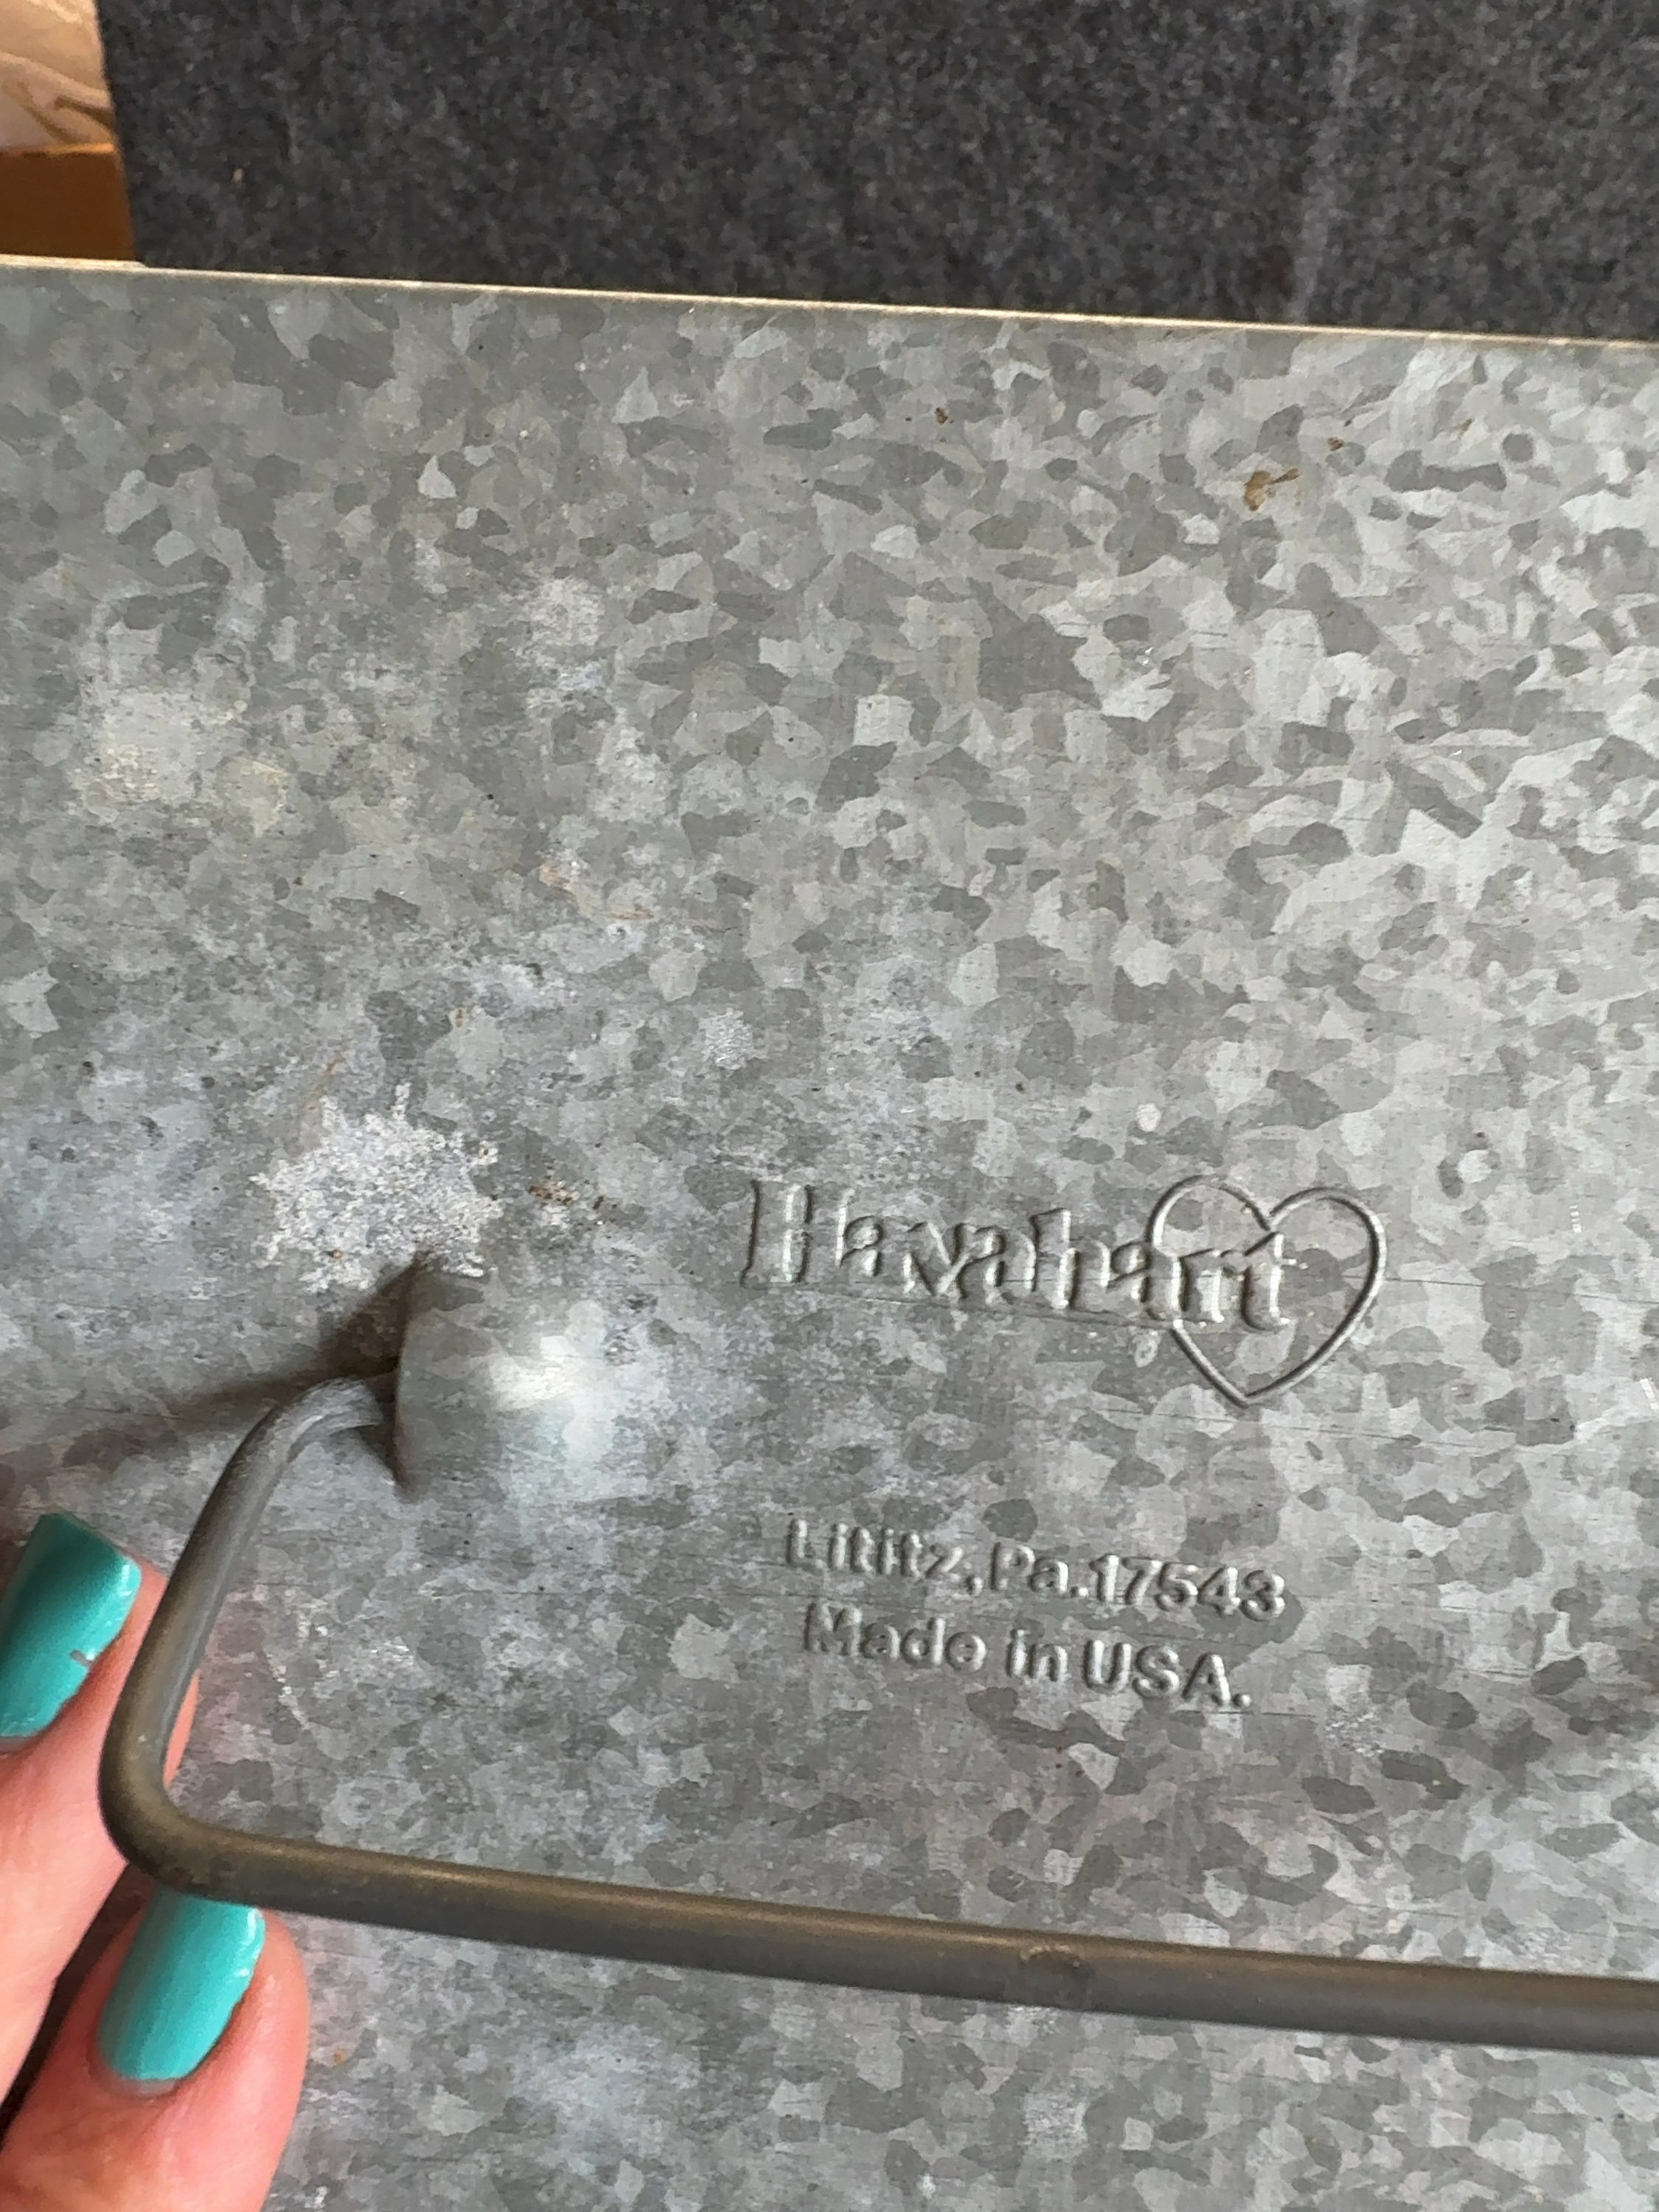 Havahart
Lititz, Pa. 17543
Made in USA.